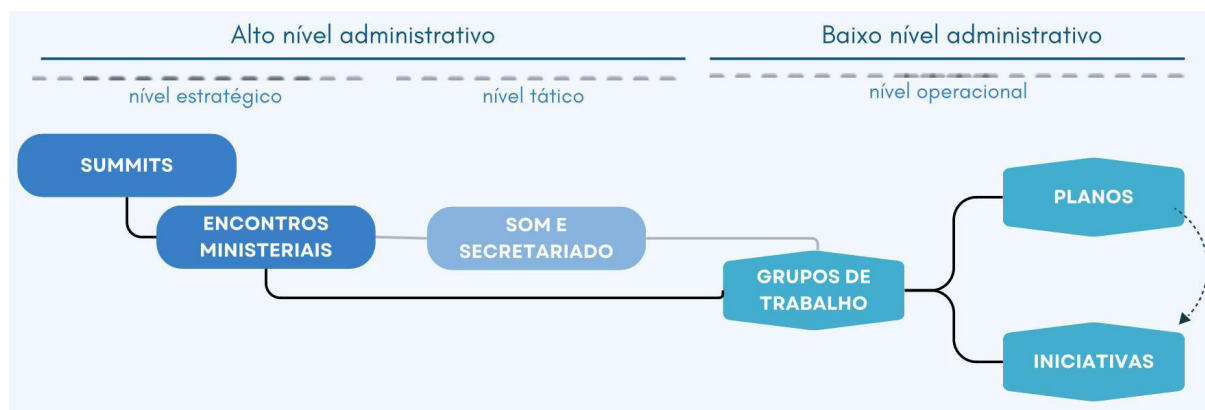 Alto nível administrativo
Baixo nível administrativo
nível estratégico
nível tático
nível operacional
SUMMITS
ENCONTROS
MINISTERIAIS
SOM E
SECRETARIADO
GRUPOS DE
TRABALHO
PLANOS
INICIATIVAS